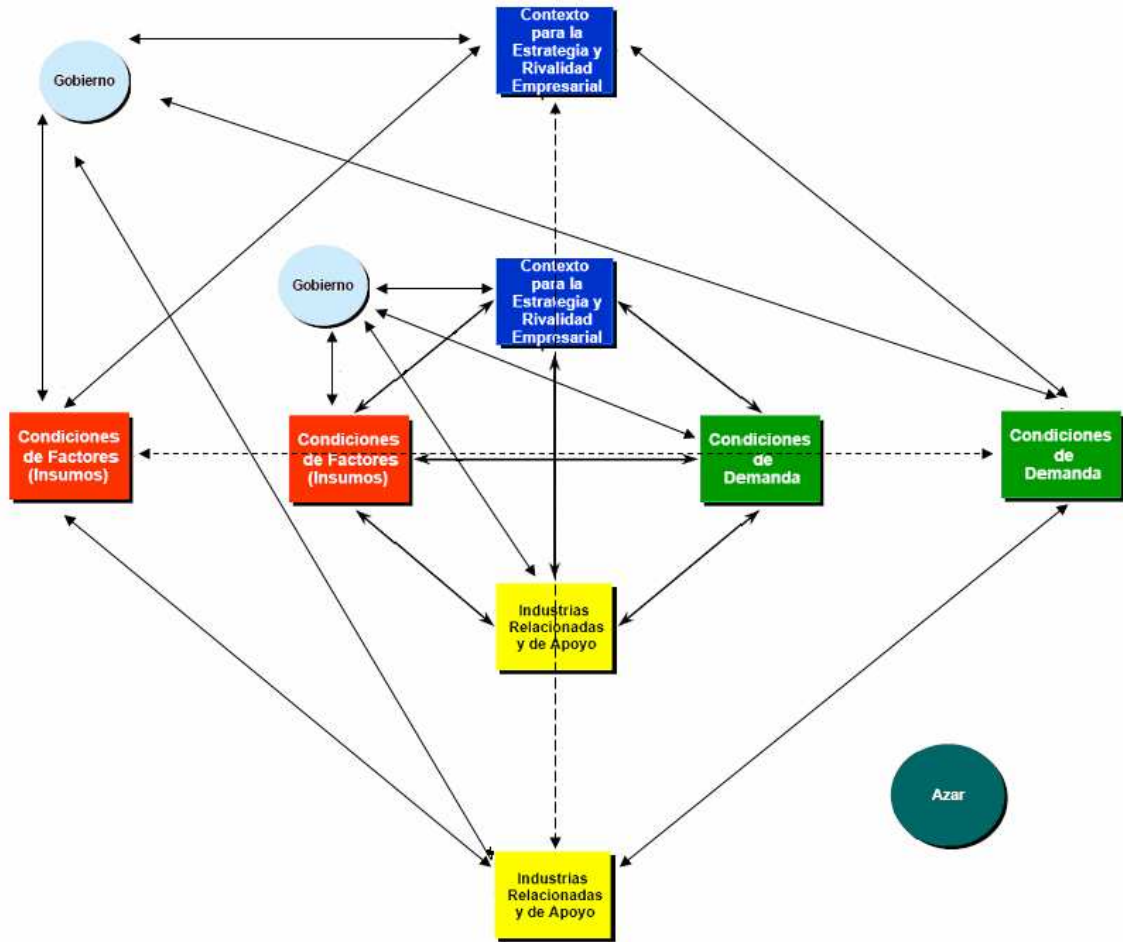 Contexto
para la
Estrategia y
Rivalidad
Empresarial
Gobierno
Contexto
para la
Estrategia y
Rivalidad
Empresarial
Gobierno
Condiciones
de Factores
(Insumos)
Condiciones
de Factores
(Insumos)
Condiciones
de
Demanda
Condiciones
de
Demanda
Industrias
Relacionadas
y de Apoyo
Azar
Industrias
Relacionadas
y de Apoyo